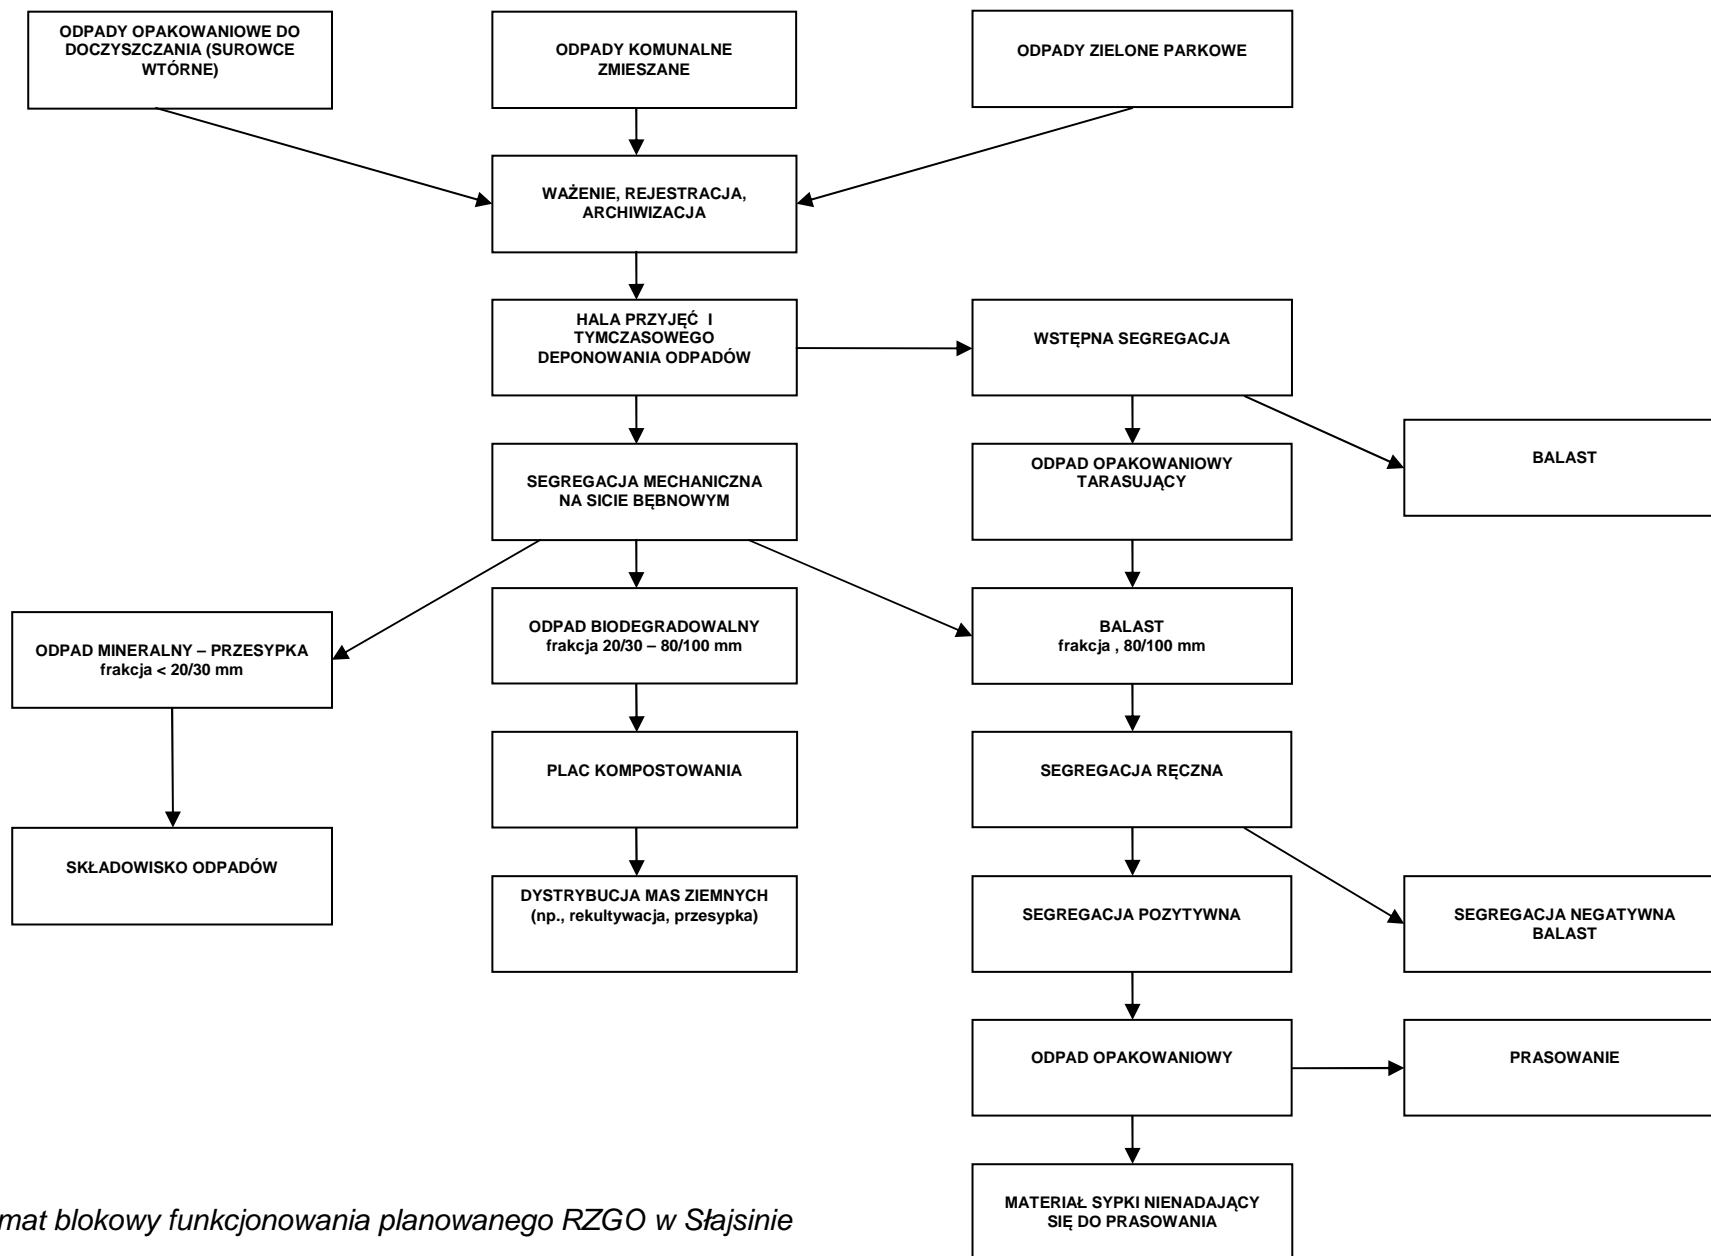 ODPADY OPAKOWANIOWE DO
DOCZYSZCZANIA (SUROWCE
WTÓRNE)
ODPADY KOMUNALNE
ZMIESZANE
ODPADY ZIELONE PARKOWE
WAŻENIE, REJESTRACJA,
ARCHIWIZACJA
HALA PRZYJĘĆ I
TYMCZASOWEGO
DEPONOWANIA ODPADÓW
WSTĘPNA SEGREGACJA
SEGREGACJA MECHANICZNA
NA SICIE BĘBNOWYM
ODPAD OPAKOWANIOWY
TARASUJĄCY
BALAST
ODPAD MINERALNY – PRZESYPKA
frakcja < 20/30 mm
ODPAD BIODEGRADOWALNY
frakcja 20/30 – 80/100 mm
BALAST
frakcja , 80/100 mm
PLAC KOMPOSTOWANIA
SEGREGACJA RĘCZNA
SKŁADOWISKO ODPADÓW
DYSTRYBUCJA MAS ZIEMNYCH
(np., rekultywacja, przesypka)
SEGREGACJA POZYTYWNA
SEGREGACJA NEGATYWNA
BALAST
ODPAD OPAKOWANIOWY
PRASOWANIE
MATERIAŁ SYPKI NIENADAJĄCY
SIĘ DO PRASOWANIA
mat blokowy funkcjonowania planowanego RZGO w Słajsinie